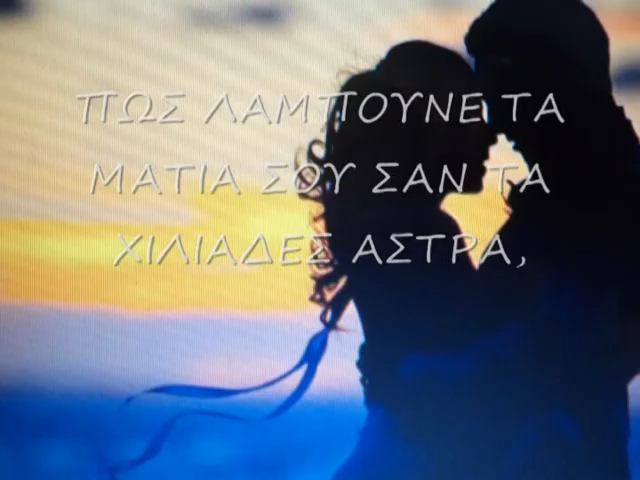 ΠΩΣ ΛΑΜΠΟΥΝΕ ΤΑ
ΜΑΤΙΑ ΣΟΥ ΣΑΝ ΤΑ
ΧΙΛΙΑΔΕΣ ΑΣΤΡΑ,